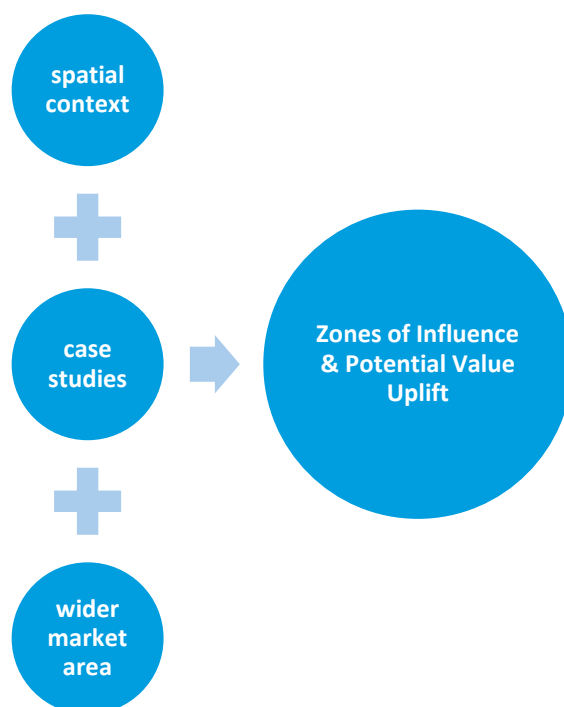 spatial
context
case
studies
Zones of Influence
& Potential Value
Uplift
wider
market
area